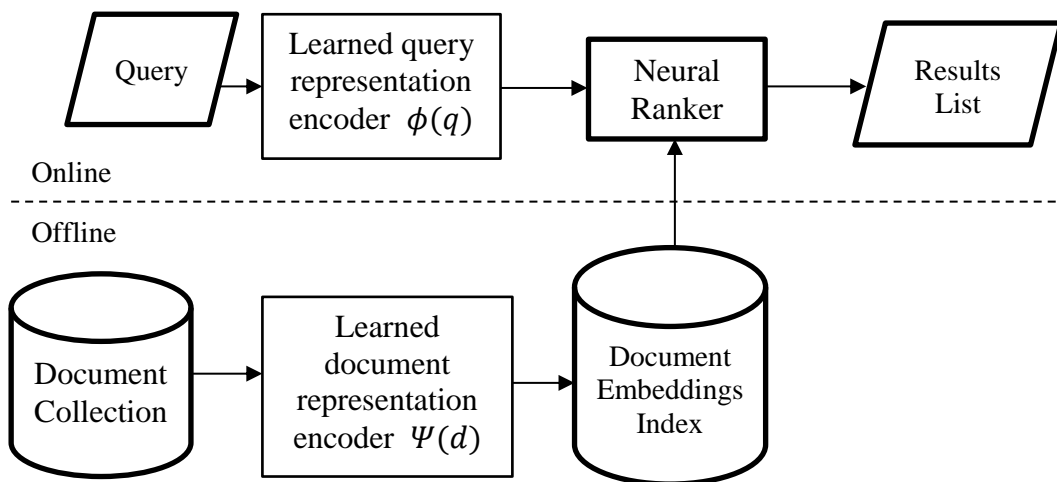 Query
Learned query
representation
encoder ϕ(q)
Neural
Ranker
Results
List
Online
Offline
Document
Collection
Learned
document
representation
encoder Ψ(d)
Document
Embeddings
Index